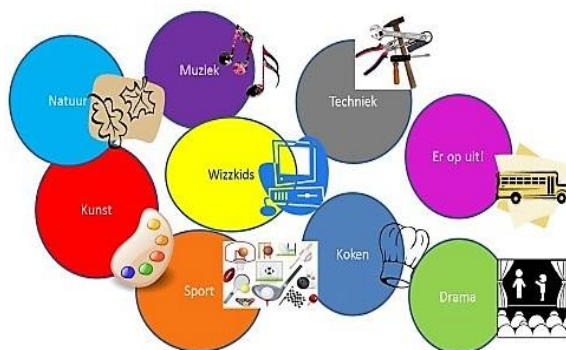 Natuur
Muziek
Techniek
Er op uit!
Wizzkids
Kunst
Sport
Koken
Drama